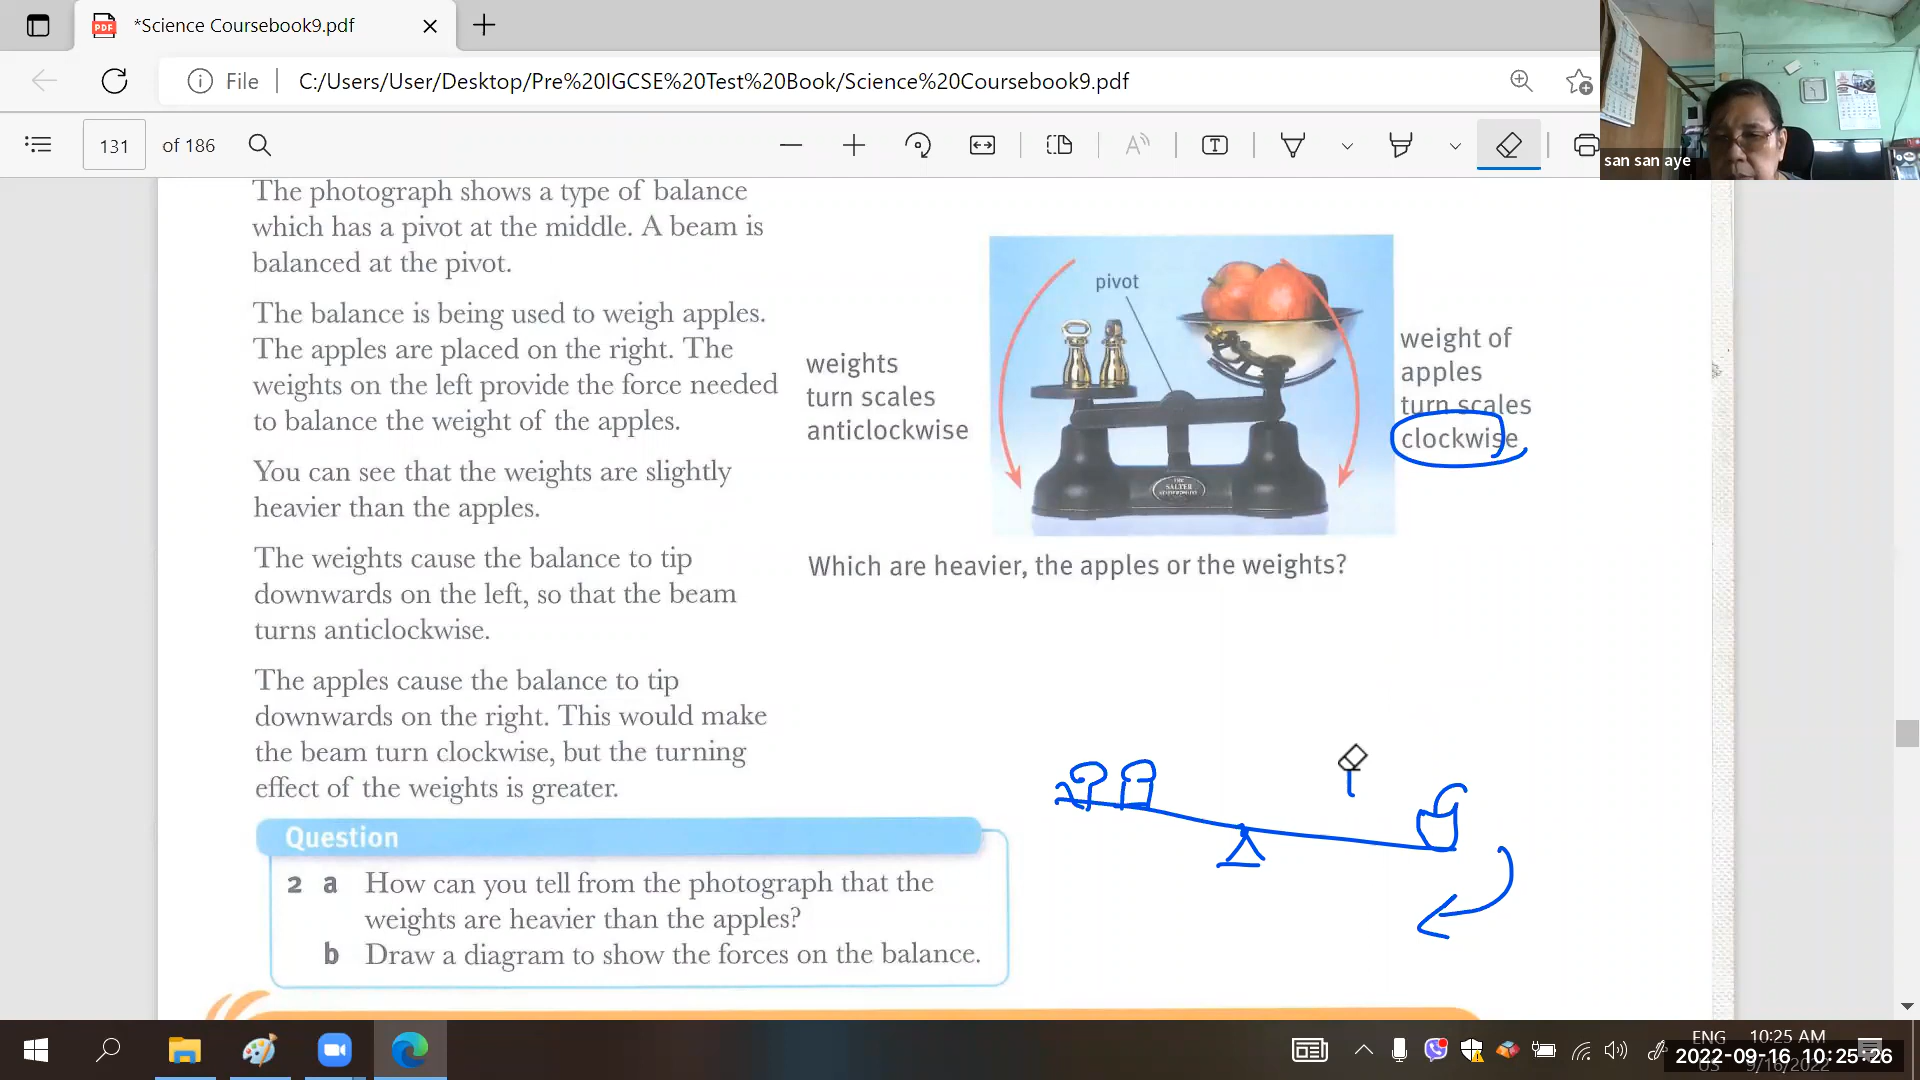 *Science Coursebook9.pdf
File
C:/Users/User/Desktop/Pre%20IGCSE%20Test%20Book/Science%20Coursebook9.pdf
131 of 186
san san aye
The photograph shows a type of balance
which has a pivot at the middle. A beam is
balanced at the pivot.
The balance is being used to weigh apples.
The apples are placed on the right. The
weights on the left provide the force needed
to balance the weight of the apples.
You can see that the weights are slightly
heavier than the apples.
The weights cause the balance to tip
downwards on the left, so that the beam
turns anticlockwise.
The apples cause the balance to tip
downwards on the right. This would make
the beam turn clockwise, but the turning
effect of the weights is greater.
weights
turn scales
anticlockwise
pivot
THE
SALTER
weight of
apples
turn scales
clockwise
Which are heavier, the apples or the weights?
Question
2 a How can you tell from the photograph that the
weights are heavier than the apples?
b Draw a diagram to show the forces on the balance.
ENG
US
10:25 AM
9/16/2022
2022-09-16 10:25:26